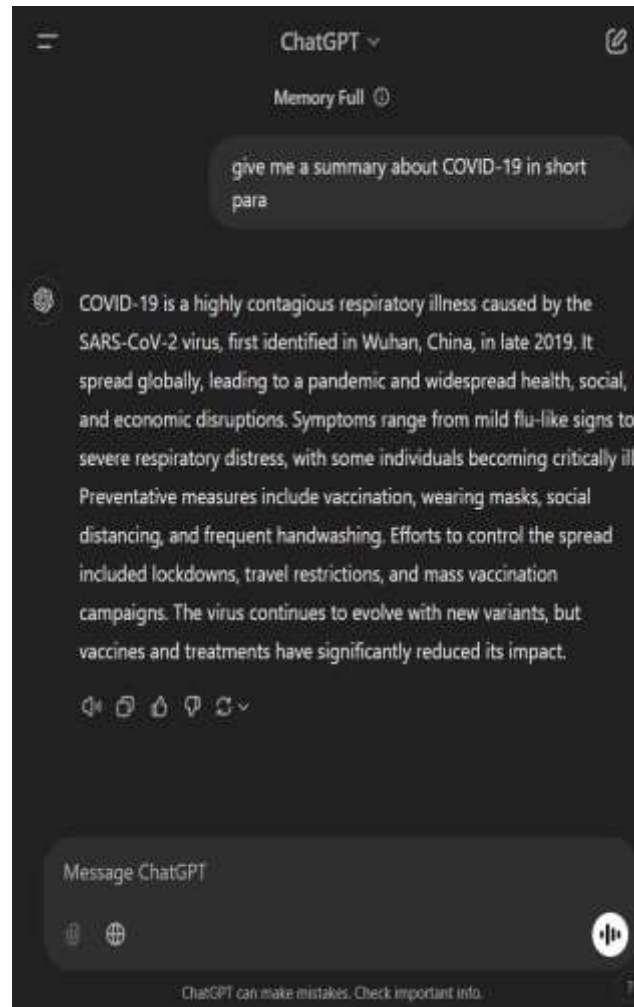 ChatGPT
Memory Full
give me a summary about COVID-19 in short
para
COVID-19 is a highly contagious respiratory illness caused by the
SARS-CoV-2 virus, first identified in Wuhan, China, in late 2019. It
spread globally, leading to a pandemic and widespread health, social,
and economic disruptions. Symptoms range from mild flu-like signs to
severe respiratory distress, with some individuals becoming critically ill
Preventative measures include vaccination, wearing masks, social
distancing, and frequent handwashing. Efforts to control the spread
included lockdowns, travel restrictions, and mass vaccination
campaigns. The virus continues to evolve with new variants, but
vaccines and treatments have significantly reduced its impact.
Message ChatGPT
ChatGPT can make mistakes. Check important info.